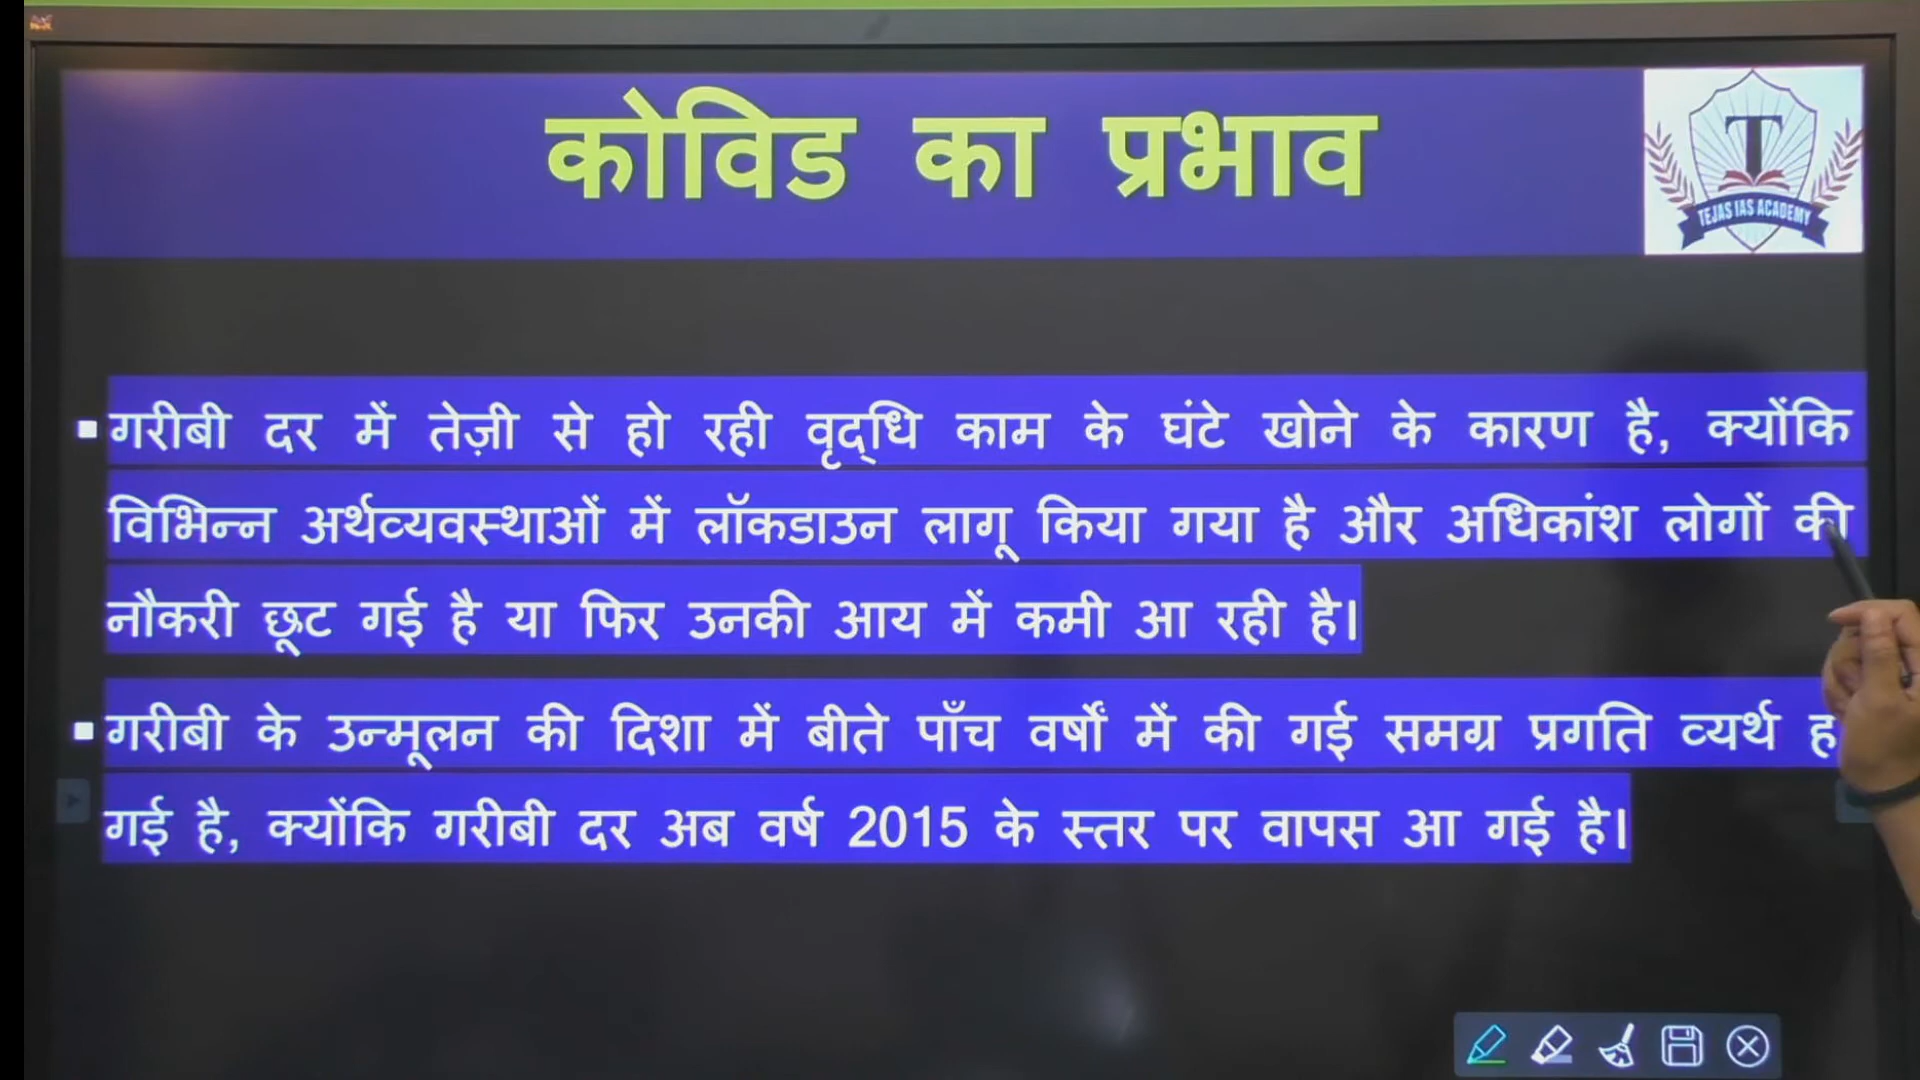 कोविड का प्रभाव
T
TEJAS IAS ACADEMY
गरीबी दर में तेज़ी से हो रही वृद्धि काम के घंटे खोने के कारण है, क्योंकि
विभिन्न अर्थव्यवस्थाओं में लॉकडाउन लागू किया गया है और अधिकांश लोगों की
नौकरी छूट गई है या फिर उनकी आय में कमी आ रही है।
गरीबी के उन्मूलन की दिशा में बीते पाँच वर्षों में की गई समग्र प्रगति व्यर्थ
गई है, क्योंकि गरीबी दर अब वर्ष 2015 के स्तर पर वापस आ गई है।